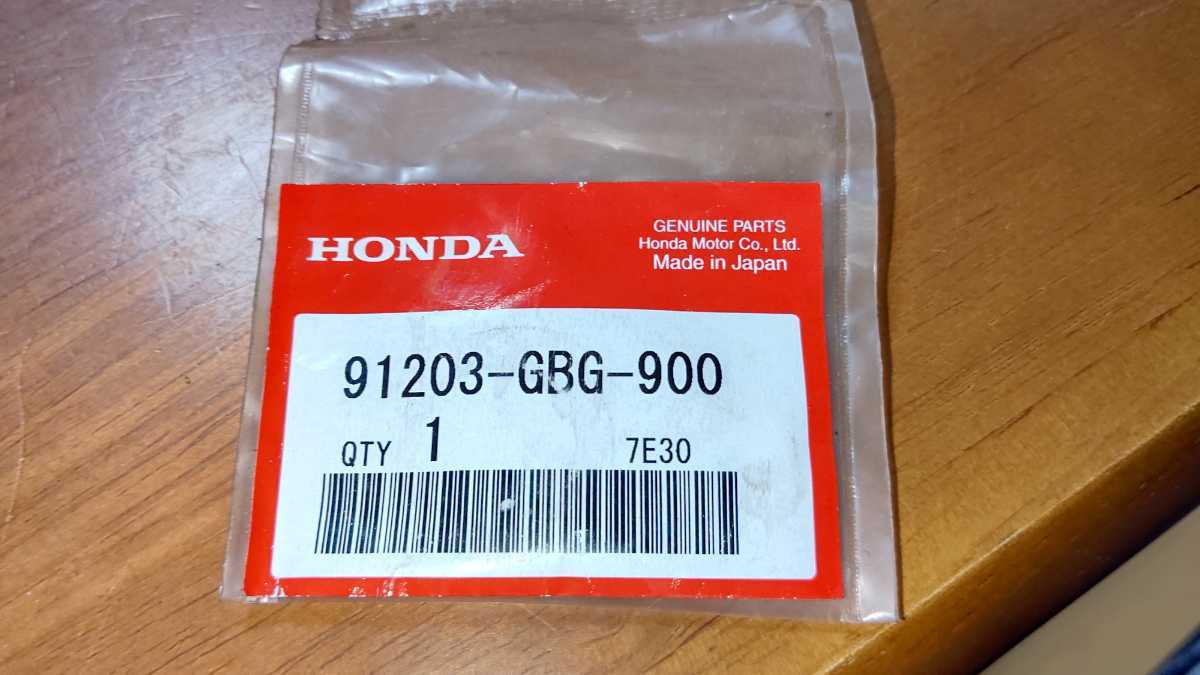 HONDA
GENUINE PARTS
Honda Motor Co., Ltd.
Made in Japan
91203-GBG-900
QTY 1 7E30